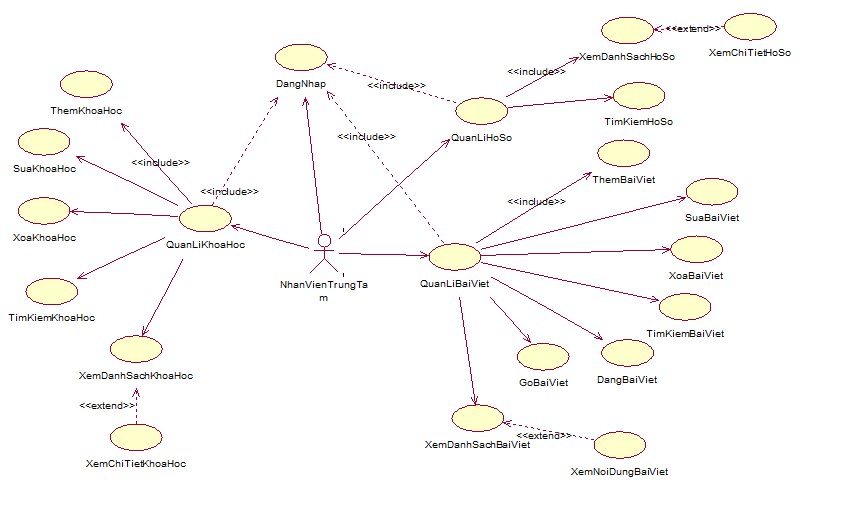 <<extend>>
XemDanhSachHoSo
XemChiTietHoSo
<<include>>
DangNhap
<<include>>
ThemKhoaHoc
TimKiemHoSo
QuanLiHoSo
<<include>>
<<include>>
SuaKhoaHoc
ThemBaiViet
<<include>>
<<include>>
SuaBaiViet
XoaKhoaHoc
QuanLiKhoaHoc
XoaBaiViet
NhanVienTrungTa
m
QuanLiBaiViet
TimKiemKhoaHoc
TimKiemBaiViet
XemDanhSachKhoaHoc
GoBaiViet
DangBaiViet
<<extend>>
XemDanhSachBaiViet
<<extend>>
XemChiTietKhoaHoc
XemNoiDungBaiViet